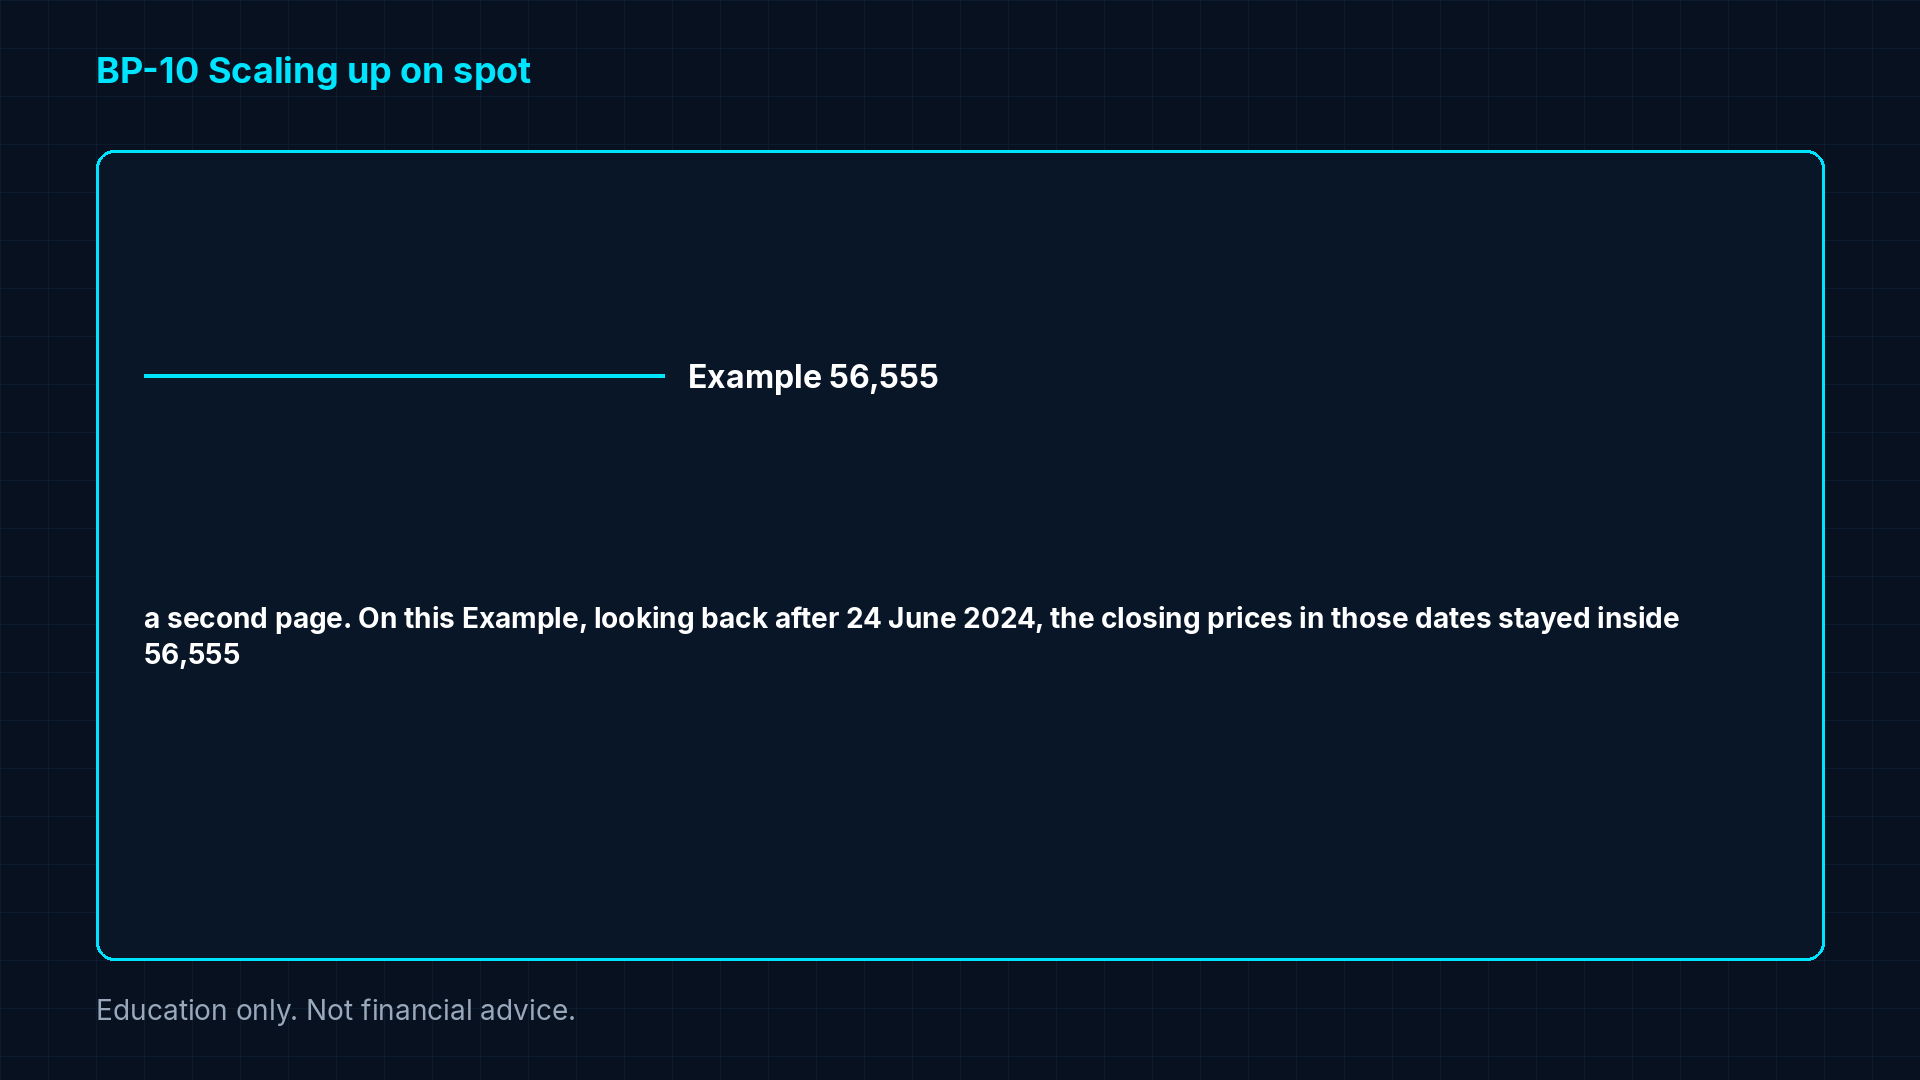 BP-10 Scaling up on spot
Example 56,555
a second page. On this Example, looking back after 24 June 2024, the closing prices in those dates stayed inside
56,555
Education only. Not financial advice.